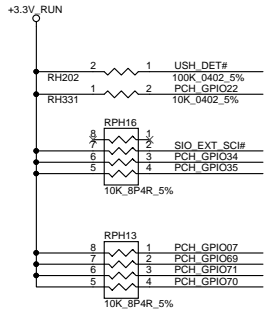 +3.3V_RUN
2 1 USH_DET#
RH202 100K_0402_5%
1 2 PCH_GPIO22
RH331 10K_0402_5%
RPH16
8 1
7 2 SIO_EXT_SCI#
6 3 PCH_GPIO34
5 4 PCH_GPIO35
10K_8P4R_5%
RPH13
8 1 PCH_GPIO07
7 2 PCH_GPIO69
6 3 PCH_GPIO71
5 4 PCH_GPIO70
10K_8P4R_5%